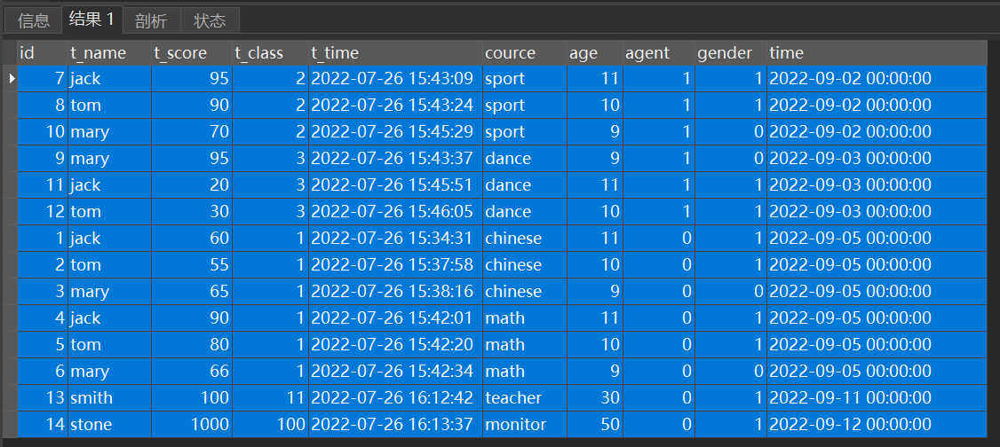 信息 结果 1 剖析 状态
id t_name t_score t_class t_time cource age agent gender time
7 jack 95 2 2022-07-26 15:43:09 sport 11 1 1 2022-09-02 00:00:00
8 tom 90 2 2022-07-26 15:43:24 sport 10 1 1 2022-09-02 00:00:00
10 mary 70 2 2022-07-26 15:45:29 sport 9 1 0 2022-09-02 00:00:00
9 mary 95 3 2022-07-26 15:43:37 dance 9 1 0 2022-09-03 00:00:00
11 jack 20 3 2022-07-26 15:45:51 dance 11 1 1 2022-09-03 00:00:00
12 tom 30 3 2022-07-26 15:46:05 dance 10 1 1 2022-09-03 00:00:00
1 jack 60 1 2022-07-26 15:34:31 chinese 11 0 1 2022-09-05 00:00:00
2 tom 55 1 2022-07-26 15:37:58 chinese 10 0 1 2022-09-05 00:00:00
3 mary 65 1 2022-07-26 15:38:16 chinese 9 0 0 2022-09-05 00:00:00
4 jack 90 1 2022-07-26 15:42:01 math 11 0 1 2022-09-05 00:00:00
5 tom 80 1 2022-07-26 15:42:20 math 10 0 1 2022-09-05 00:00:00
6 mary 66 1 2022-07-26 15:42:34 math 9 0 0 2022-09-05 00:00:00
13 smith 100 11 2022-07-26 16:12:42 teacher 30 0 1 2022-09-11 00:00:00
14 stone 1000 100 2022-07-26 16:13:37 monitor 50 0 1 2022-09-12 00:00:00